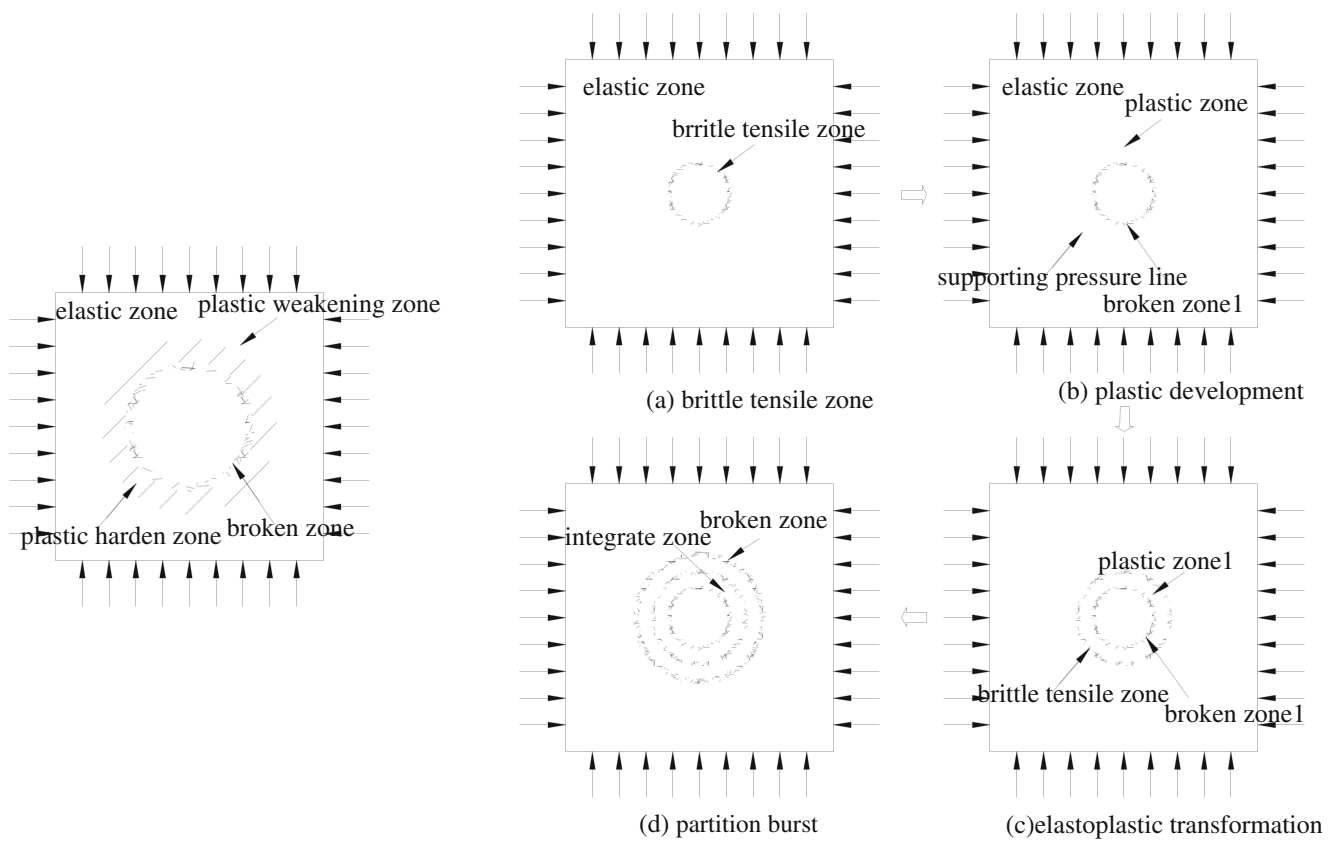 elastic zone
plastic weakening zone
plastic harden zone
broken zone
elastic zone
brritle tensile zone
(a) brittle tensile zone
elastic zone
plastic zone
supporting pressure line
broken zone1
(b) plastic development
plastic zone1
brittle tensile zone
broken zone1
(c)elastoplastic transformation
broken zone
integrate zone
(d) partition burst